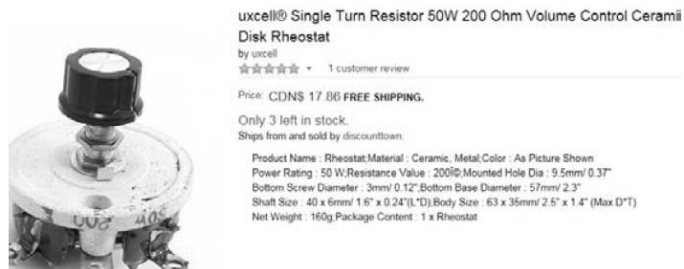 uxcell® Single Turn Resistor 50W 200 Ohm Volume Control Cerami
Disk Rheostat
by uxcell
1 customer review
Price: CDN$ 17.86 FREE SHIPPING.
Only 3 left in stock.
Ships from and sold by discounttown.
Product Name : Rheostat;Material : Ceramic, Metal;Color : As Picture Shown
Power Rating : 50 W;Resistance Value : 200Î©;Mounted Hole Dia : 9.5mm/ 0.37"
Bottom Screw Diameter : 3mm/ 0.12";Bottom Base Diameter : 57mm/ 2.3"
Shaft Size : 40 x 6mm/ 1.6" x 0.24"(L*D);Body Size : 63 x 35mm/ 2.5" x 1.4" (Max D*T)
Net Weight : 160g;Package Content : 1 x Rheostat